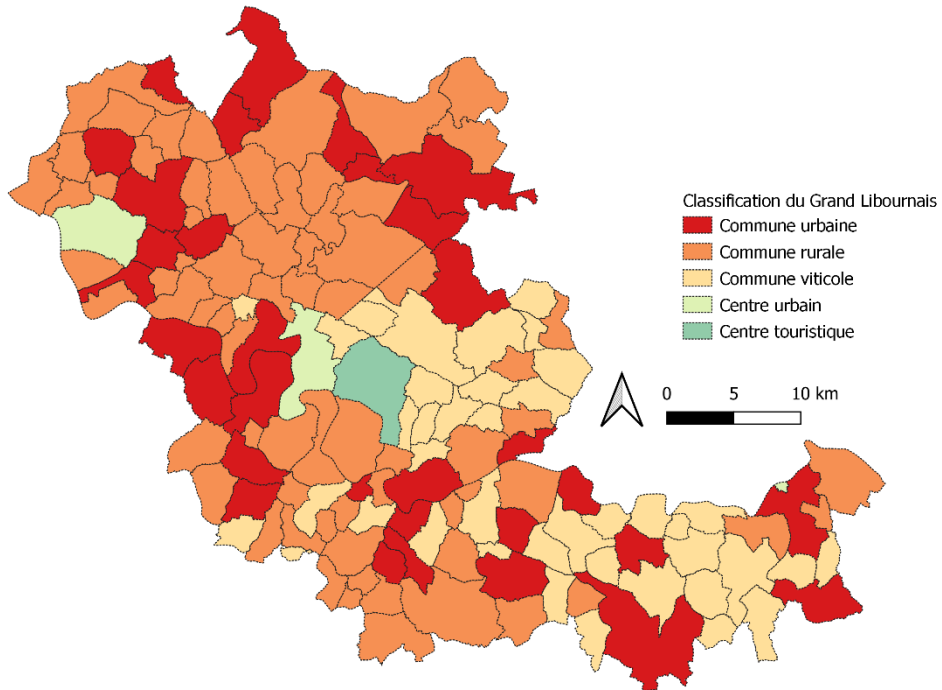 Classification du Grand Libournais
Commune urbaine
Commune rurale
Commune viticole
Centre urbain
Centre touristique
0 5 10 km